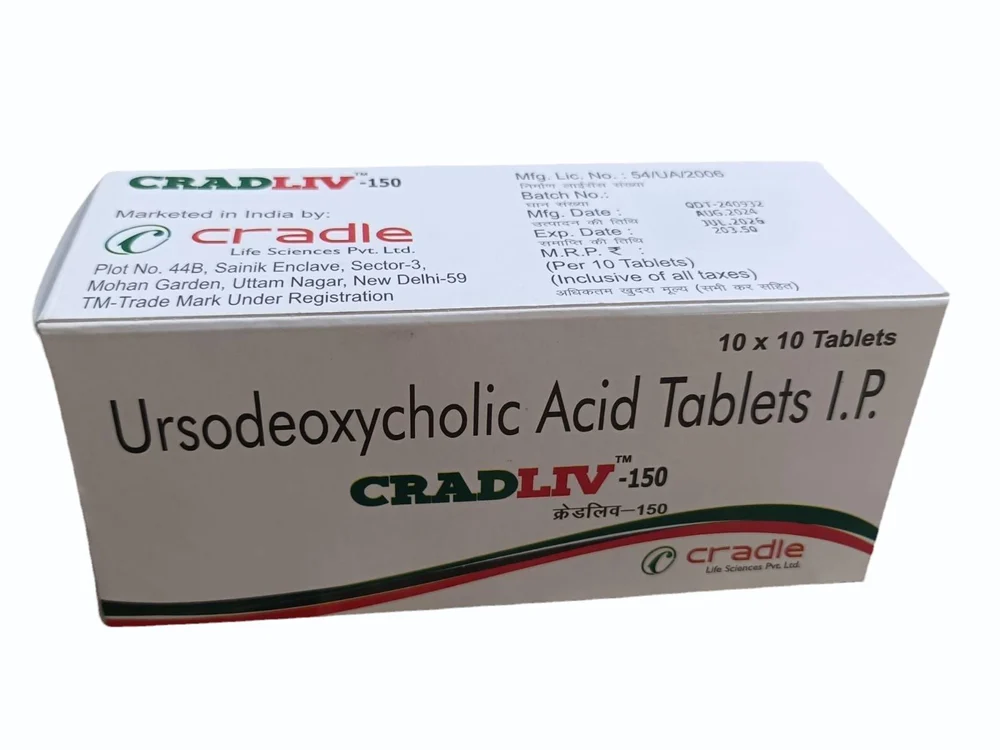 CRADLIV™-150
Marketed in India by:
cradle
Life Sciences Pvt. Ltd.
Plot No. 44B, Sainik Enclave, Sector-3,
Mohan Garden, Uttam Nagar, New Delhi-59
TM-Trade Mark Under Registration
Mfg. Lic. No. : 54/UA/2006
निर्माण लाईसेंस संख्या
Batch No.:
घान संख्या
QDT-240932
Mfg. Date :
AUG.2024
उत्पादन की तिथि
JUL.2026
Exp. Date :
203.50
समाप्ति की तिथि
M.R.P. ₹ :
(Per 10 Tablets)
(Inclusive of all taxes)
अधिकतम खुदरा मूल्य (सभी कर सहित)
10 x 10 Tablets
Ursodeoxycholic Acid Tablets I.P.
CRADLIV™-150
क्रेडलिव–150
cradle
Life Sciences Pvt. Ltd.